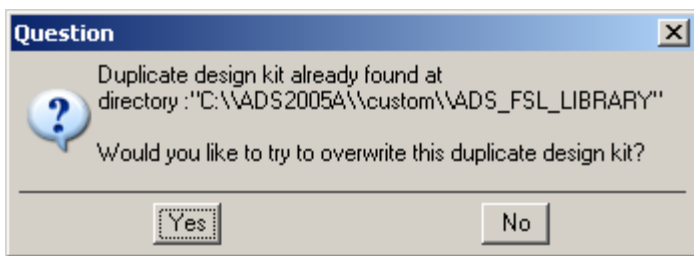 Question
Duplicate design kit already found at
directory :"C:\\ADS2005A\\custom\\ADS_FSL_LIBRARY"
Would you like to try to overwrite this duplicate design kit?
Yes
No